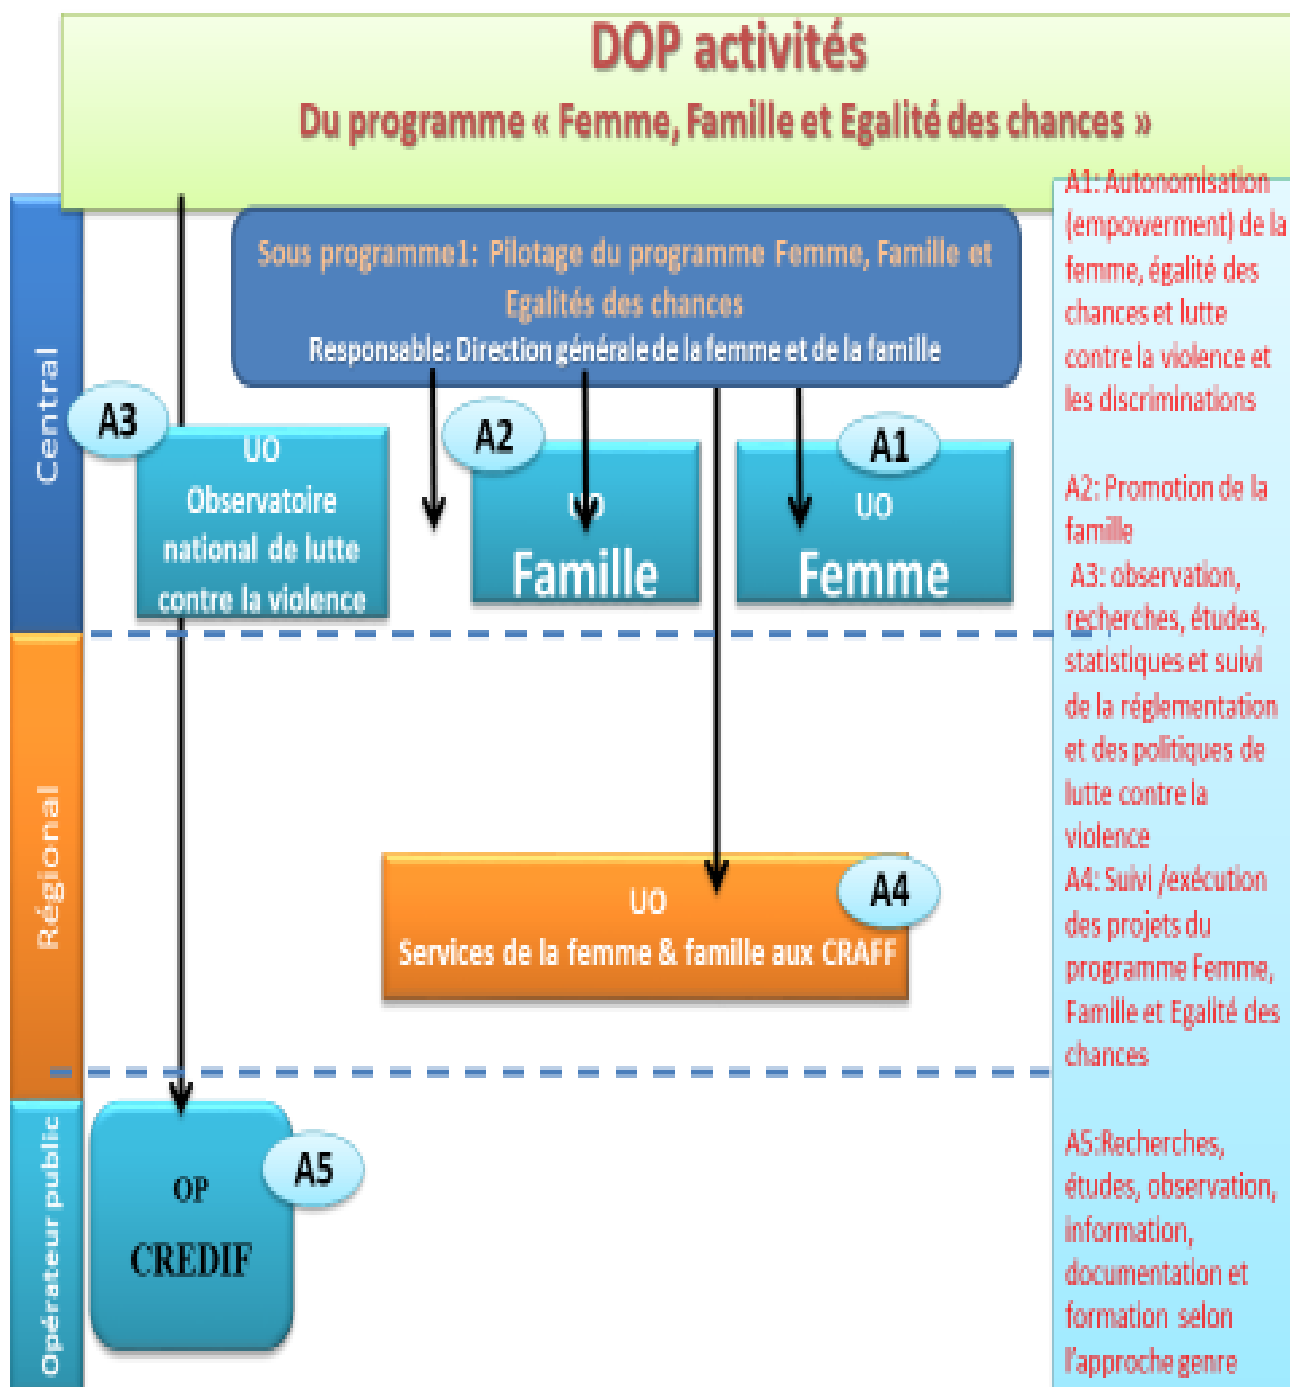 DOP activités
Du programme « Femme, Famille et Egalité des chances »
Central
Régional
Opérateur public
Sous programme1: Pilotage du programme Femme, Famille et
Egalités des chances
Responsable: Direction générale de la femme et de la famille
A3
UO
Observatoire
national de lutte
contre la violence
A2
UO
Famille
A1
UO
Femme
A4
UO
Services de la femme & famille aux CRAFF
A5
OP
CREDIF
A1: Autonomisation
(empowerment) de la
femme, égalité des
chances et lutte
contre la violence et
les discriminations
A2: Promotion de la
famille
A3: observation,
recherches, études,
statistiques et suivi
de la réglementation
et des politiques de
lutte contre la
violence
A4: Suivi /exécution
des projets du
programme Femme,
Famille et Egalité des
chances
A5:Recherches,
études, observation,
information,
documentation et
formation selon
l'approche genre